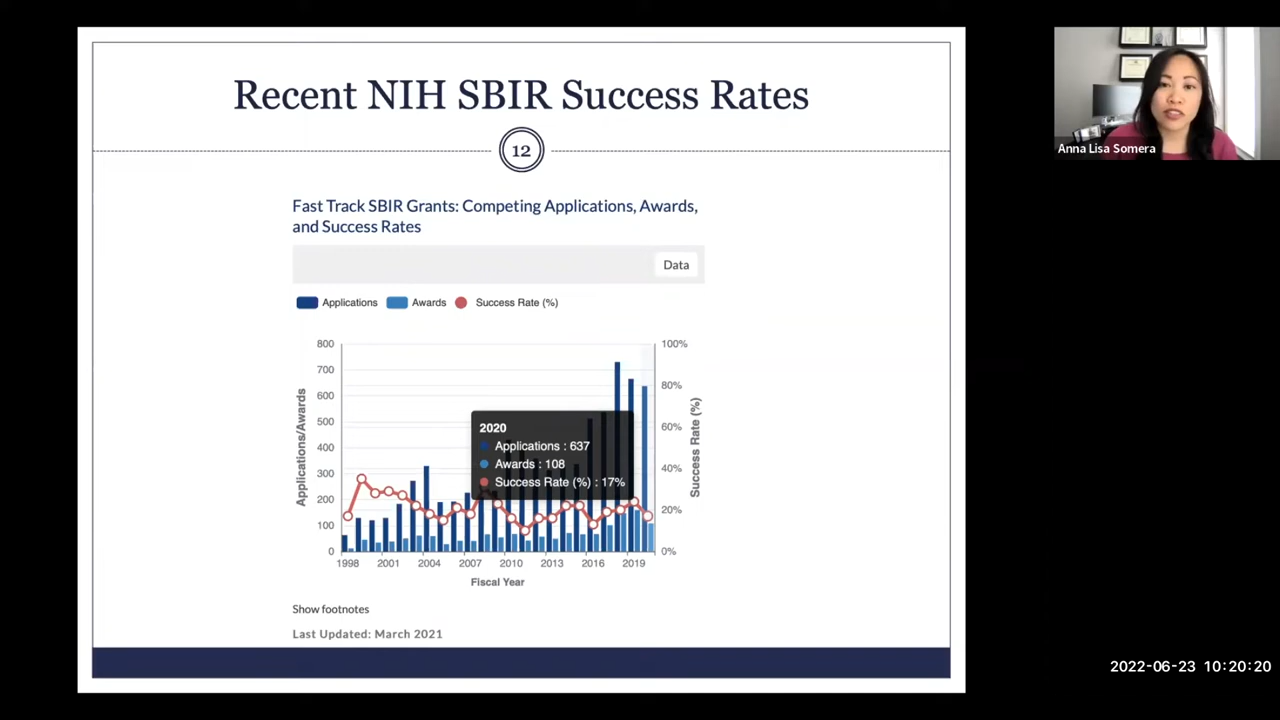 Recent NIH SBIR Success Rates
12
Fast Track SBIR Grants: Competing Applications, Awards,
and Success Rates
Data
Applications
Awards
Success Rate (%)
800
700
600
500
400
300
200
100
0
100%
80%
60%
40%
20%
0%
Applications/Awards
Success Rate (%)
2020
Applications : 637
Awards : 108
Success Rate (%) : 17%
1998 2001 2004 2007 2010 2013 2016 2019
Fiscal Year
Show footnotes
Last Updated: March 2021
Anna Lisa Somera
2022-06-23 10:20:20